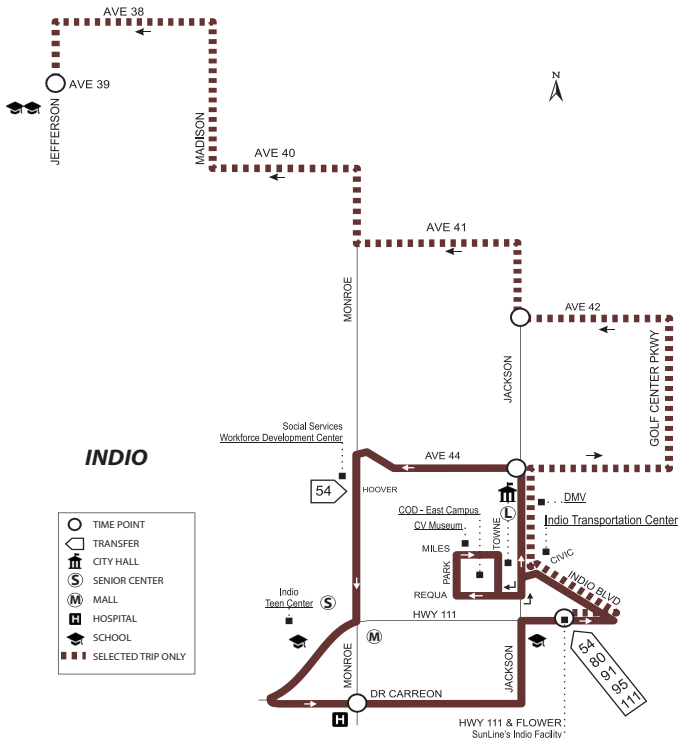 AVE 38
AVE 39
JEFFERSON
MADISON
N
AVE 40
AVE 41
MONROE
AVE 42
JACKSON
GOLF CENTER PKWY
Social Services
Workforce Development Center
AVE 44
INDIO
54
HOOVER
L
DMV
COD - East Campus
CV Museum
TOWNE
Indio Transportation Center
MILES
PARK
CIVIC
INDIO BLVD
REQUA
Indio
Teen Center
S
HWY 111
M
MONROE
JACKSON
DR CARREON
H
54
80
91
95
111
HWY 111 & FLOWER
SunLine's Indio Facility
TIME POINT
TRANSFER
CITY HALL
S SENIOR CENTER
M MALL
H HOSPITAL
SCHOOL
SELECTED TRIP ONLY